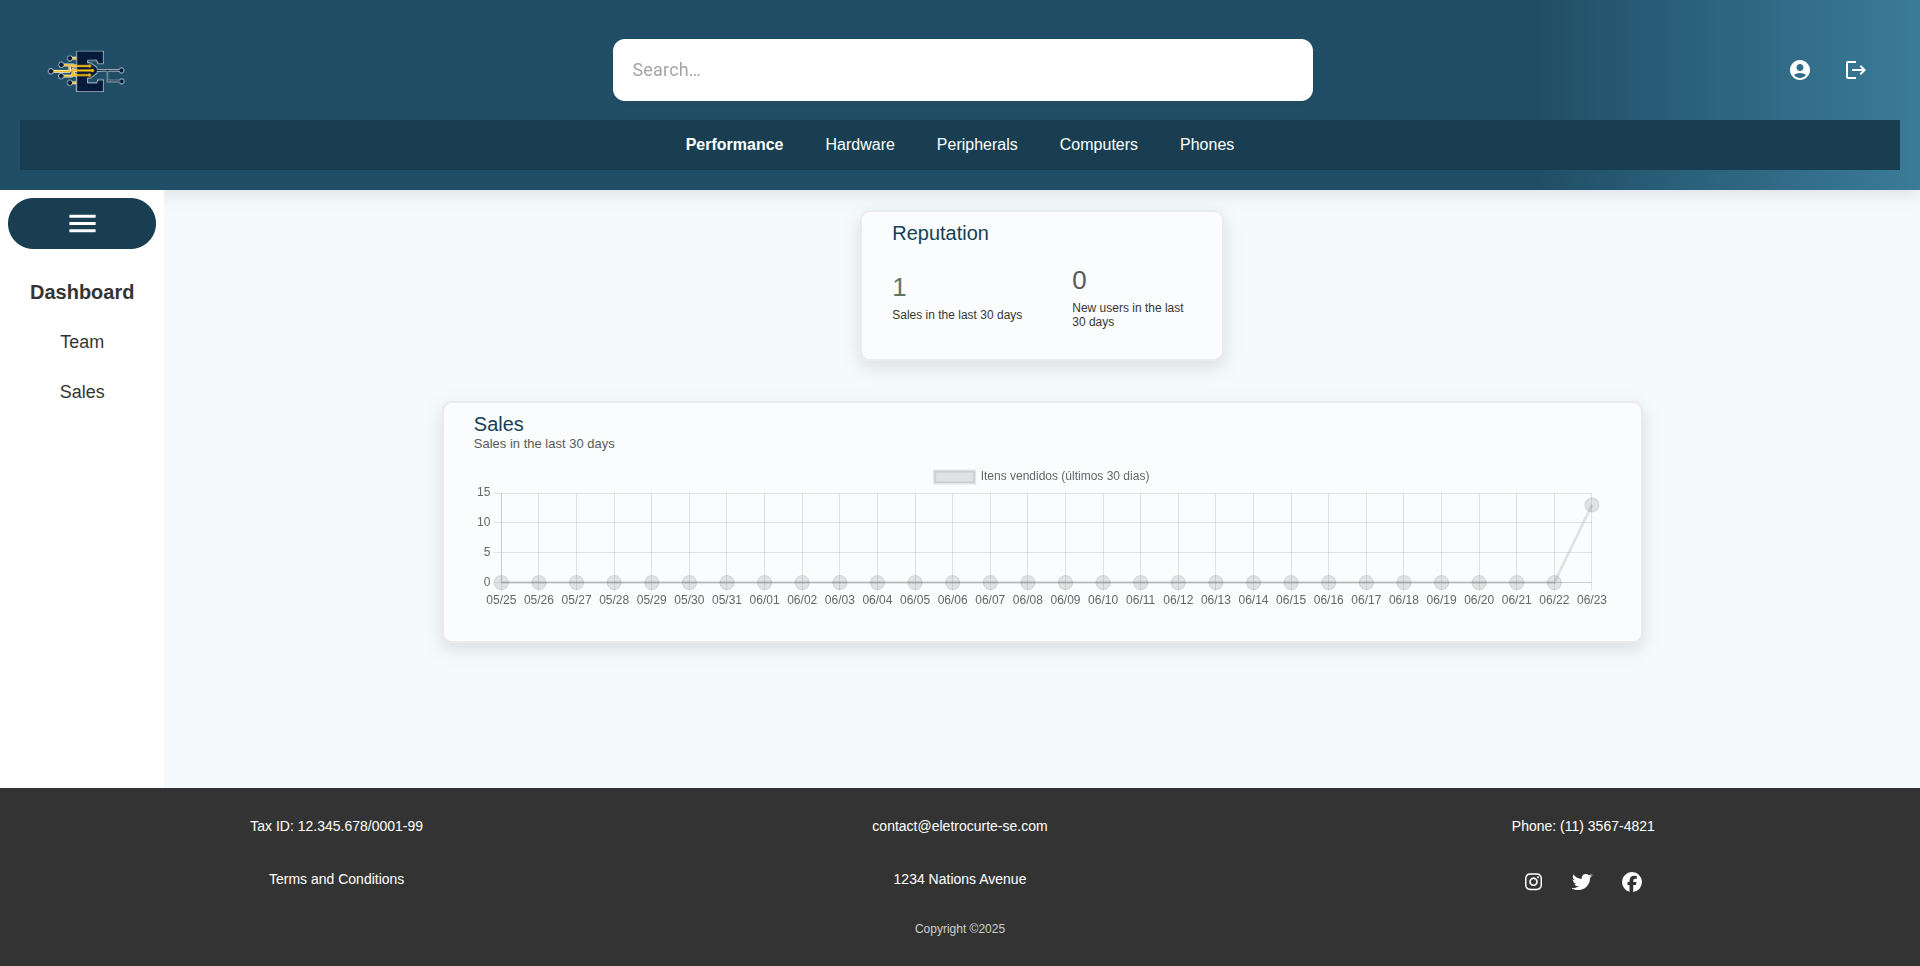 E
Search...
Performance Hardware Peripherals Computers Phones
Dashboard
Team
Sales
Reputation
1
Sales in the last 30 days
0
New users in the last
30 days
Sales
Sales in the last 30 days
Itens vendidos (últimos 30 dias)
15
10
5
0
05/25 05/26 05/27 05/28 05/29 05/30 05/31 06/01 06/02 06/03 06/04 06/05 06/06 06/07 06/08 06/09 06/10 06/11 06/12 06/13 06/14 06/15 06/16 06/17 06/18 06/19 06/20 06/21 06/22 06/23
Tax ID: 12.345.678/0001-99
Terms and Conditions
contact@eletrocurte-se.com
1234 Nations Avenue
Phone: (11) 3567-4821
Copyright ©2025